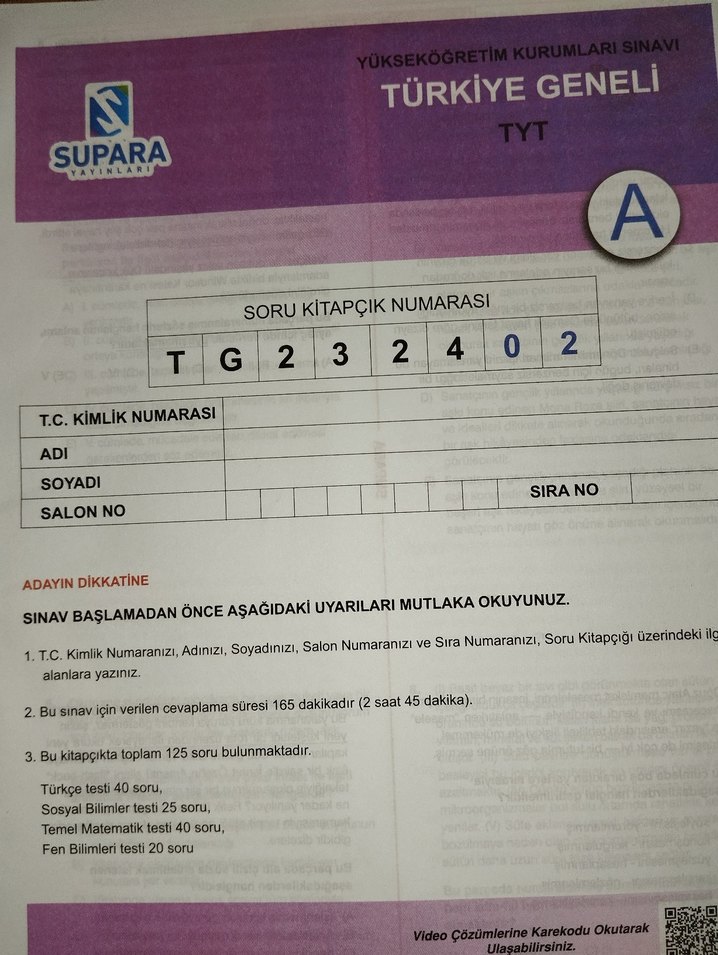 YÜKSEKÖĞRETİM KURUMLARI SINAVI
TÜRKİYE GENELİ
TYT
SUPARA
YAYINLARI
A
SORU KİTAPÇIK NUMARASI
T G 2 3 2 4 0 2
T.C. KİMLİK NUMARASI
ADI
SOYADI
SALON NO SIRA NO
ADAYIN DİKKATİNE
SINAV BAŞLAMADAN ÖNCE AŞAĞIDAKİ UYARILARI MUTLAKA OKUYUNUZ.
1. T.C. Kimlik Numaranızı, Adınızı, Soyadınızı, Salon Numaranızı ve Sıra Numaranızı, Soru Kitapçığı üzerindeki ilg
alanlara yazınız.
2. Bu sınav için verilen cevaplama süresi 165 dakikadır (2 saat 45 dakika).
3. Bu kitapçıkta toplam 125 soru bulunmaktadır.
Türkçe testi 40 soru,
Sosyal Bilimler testi 25 soru,
Temel Matematik testi 40 soru,
Fen Bilimleri testi 20 soru
Video Çözümlerine Karekodu Okutarak
Ulaşabilirsiniz.